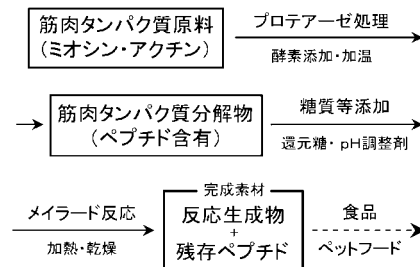 筋肉タンパク質原料
(ミオシン・アクチン)
プロテアーゼ処理
酵素添加・加温
筋肉タンパク質分解物
(ペプチド含有)
糖質等添加
還元糖・pH調整剤
メイラード反応
加熱・乾燥
完成素材
反応生成物
+
残存ペプチド
食品
ペットフード